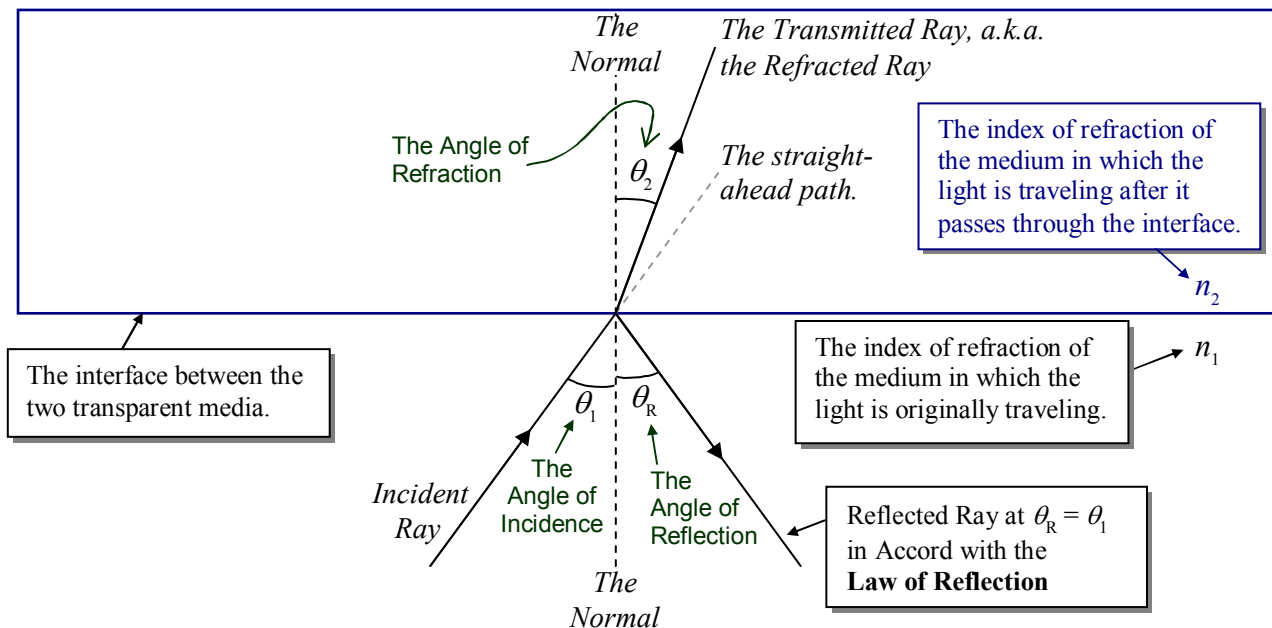 The
Normal
The Transmitted Ray, a.k.a.
the Refracted Ray
The Angle of
Refraction
θ2
The straight-
ahead path.
The index of refraction of
the medium in which the
light is traveling after it
passes through the interface.
n2
The interface between the
two transparent media.
The index of refraction of
the medium in which the
light is originally traveling.
n1
θ1
θR
Incident
Ray
The
Angle of
Incidence
The
Angle of
Reflection
Reflected Ray at θR = θ1
in Accord with the
Law of Reflection
The
Normal